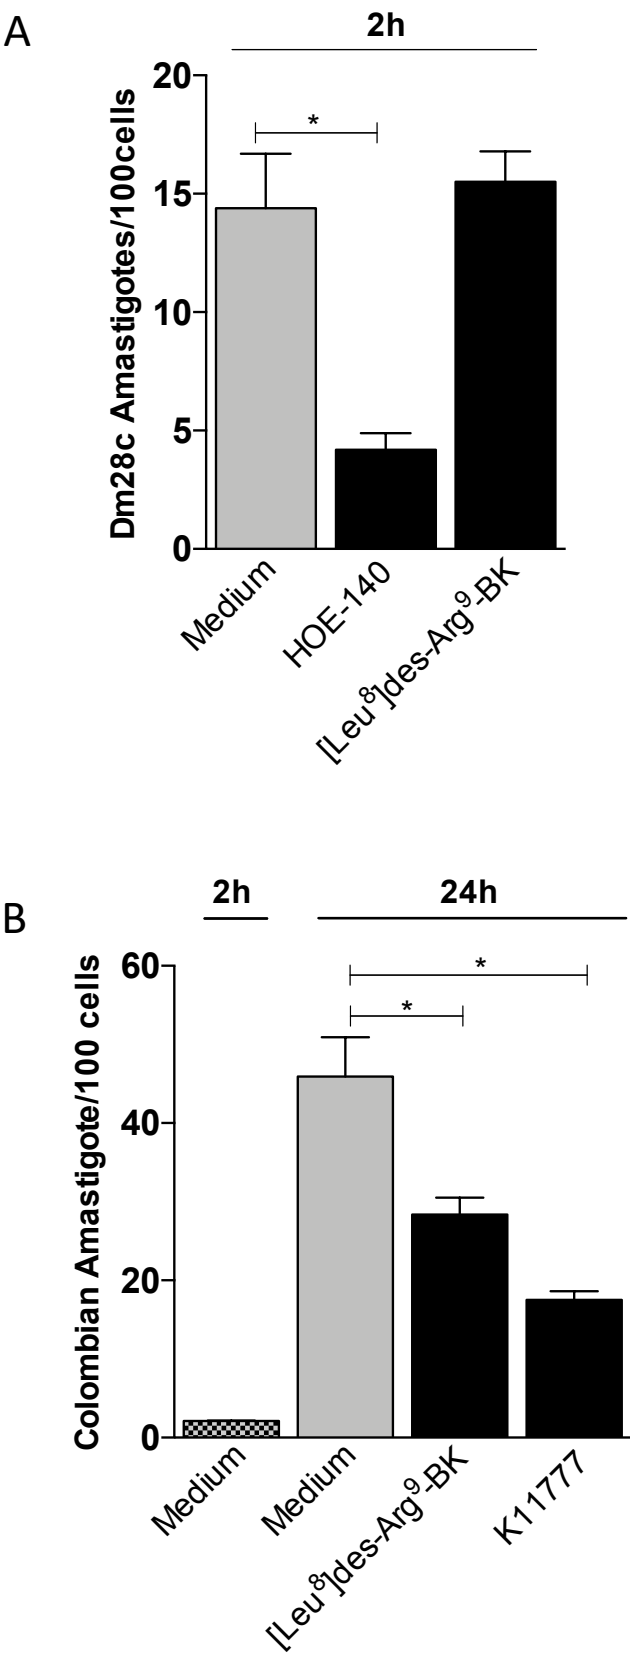 A
2h
Dm28c Amastigotes/100cells
20
15
10
5
0
*
Medium
HOE-140
[Leu⁸]des-Arg⁹-BK
B
2h
24h
Colombian Amastigote/100 cells
60
40
20
0
*
*
Medium
Medium
[Leu⁸]des-Arg⁹-BK
K11777